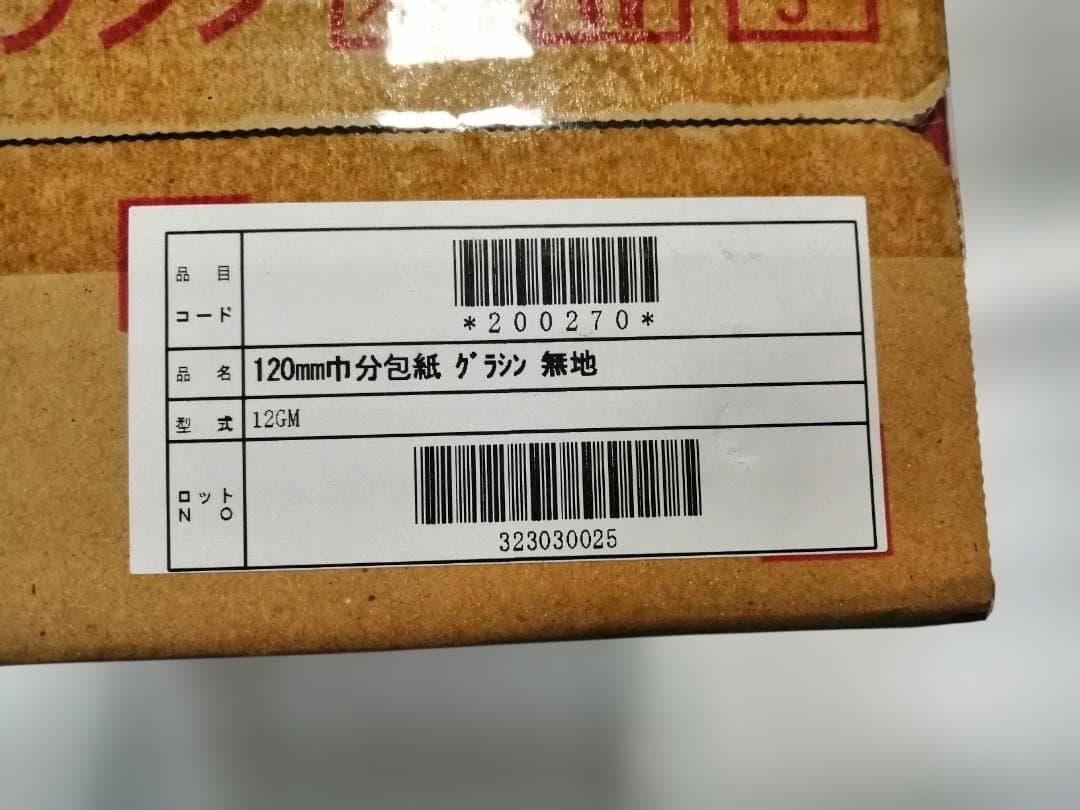 品 目
コード
*200270*
品 名
120mm巾分包紙 ｸﾞﾗｼﾝ 無地
型 式
12GM
ロット
N O
323030025